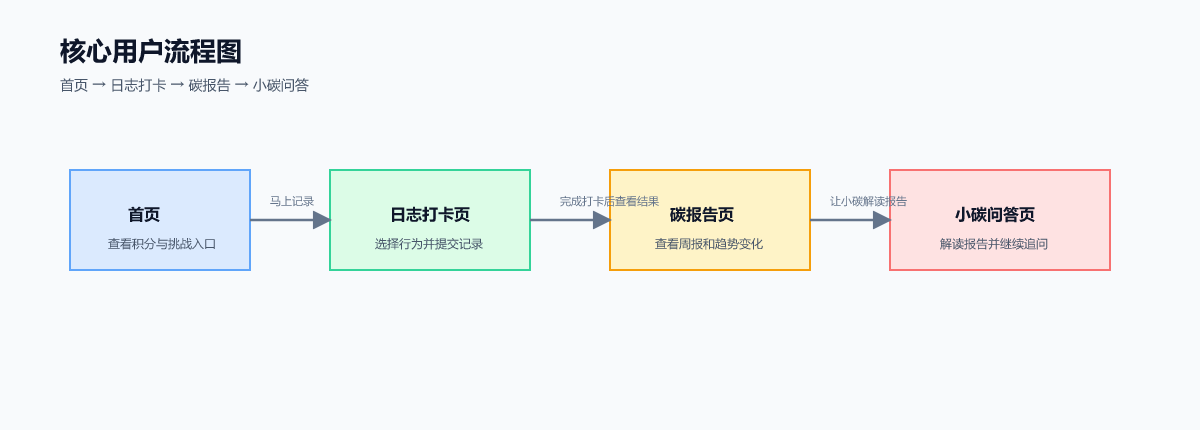 核心用户流程图
首页 → 日志打卡 → 碳报告 → 小碳问答
首页
查看积分与挑战入口
马上记录
日志打卡页
选择行为并提交记录
完成打卡后查看结果
碳报告页
查看周报和趋势变化
让小碳解读报告
小碳问答页
解读报告并继续追问